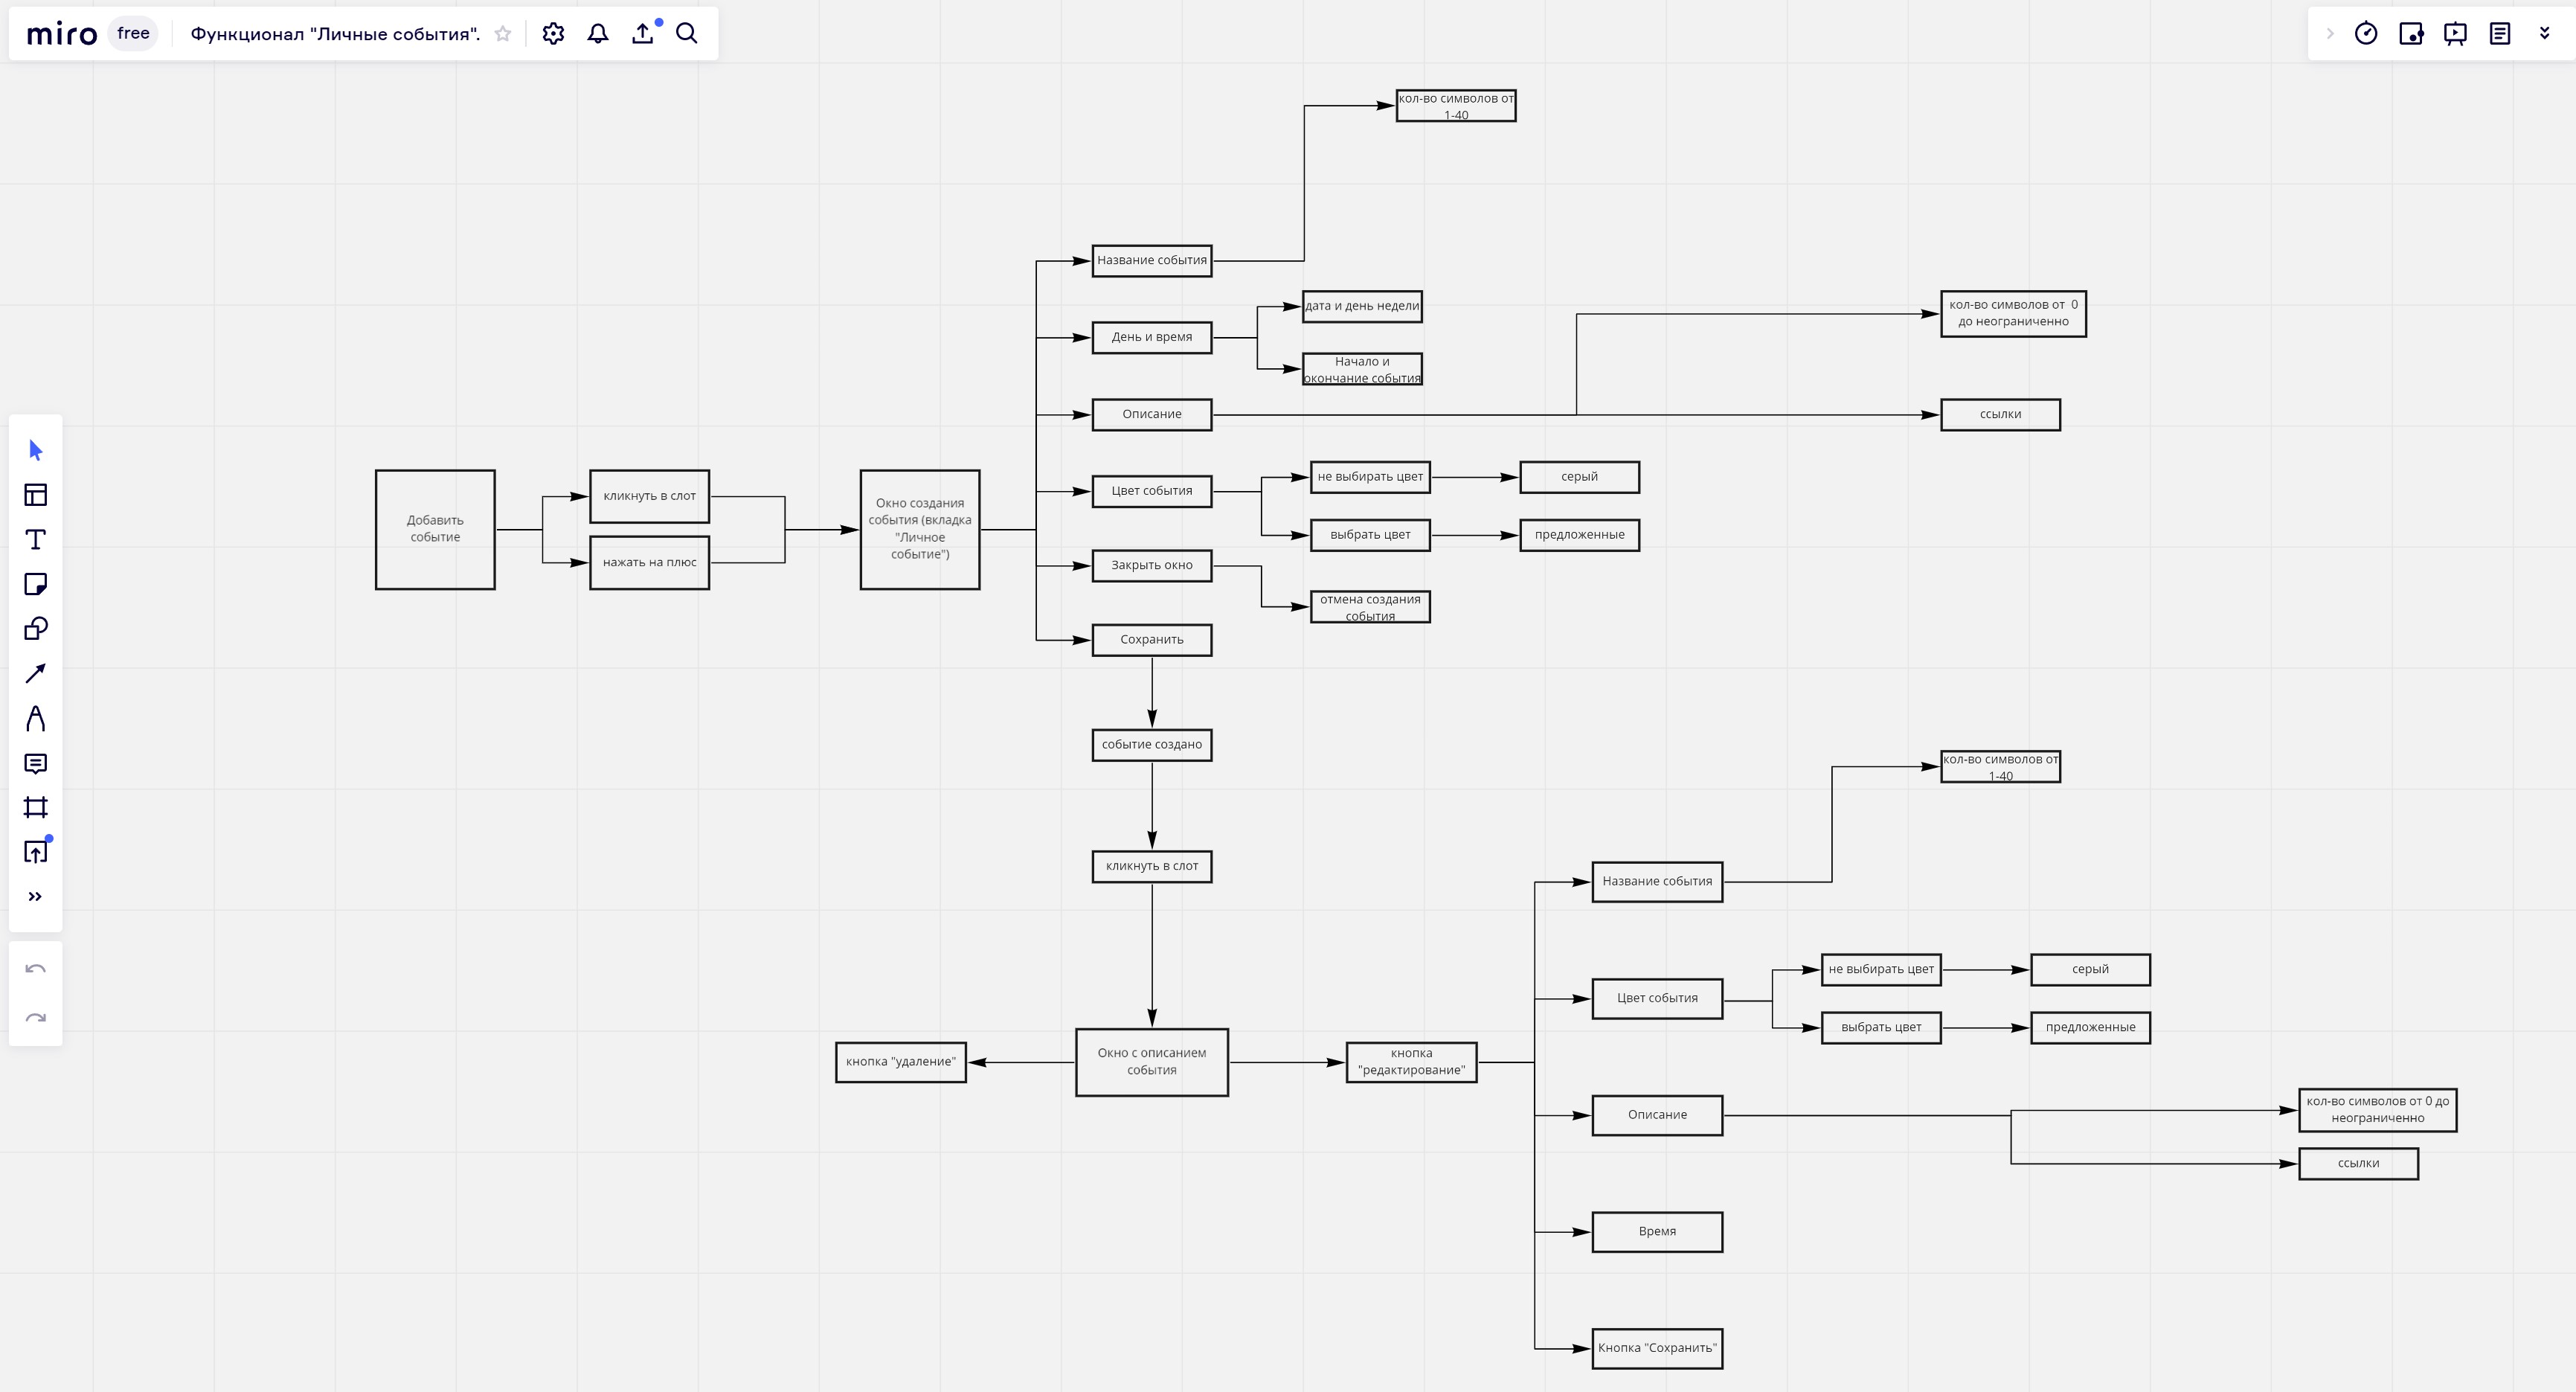 miro
free
Функционал "Личные события".
кол-во символов от
1-40
Название события
дата и день недели
День и время
Начало и
окончание события
кол-во символов от  0
до неограниченно
Описание
ссылки
Добавить
событие
кликнуть в слот
нажать на плюс
Окно создания
события (вкладка
"Личное
событие")
Цвет события
не выбирать цвет
серый
выбрать цвет
предложенные
Закрыть окно
отмена создания
события
Сохранить
событие создано
кликнуть в слот
Окно с описанием
события
кнопка "удаление"
кнопка
"редактирование"
Название события
кол-во символов от
1-40
Цвет события
не выбирать цвет
серый
выбрать цвет
предложенные
Описание
кол-во символов от 0 до
неограниченно
ссылки
Время
Кнопка "Сохранить"